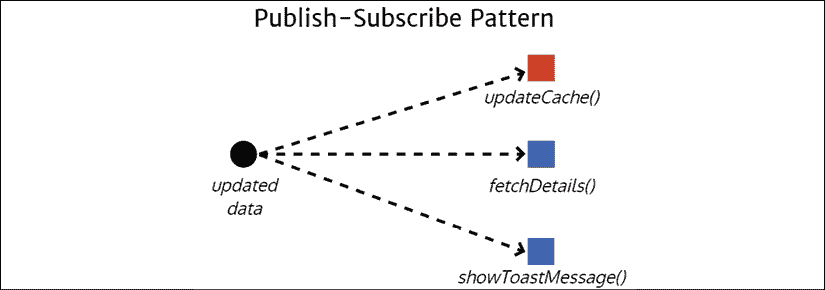 Publish-Subscribe Pattern
updateCache()
updated
data
fetchDetails()
showToastMessage()